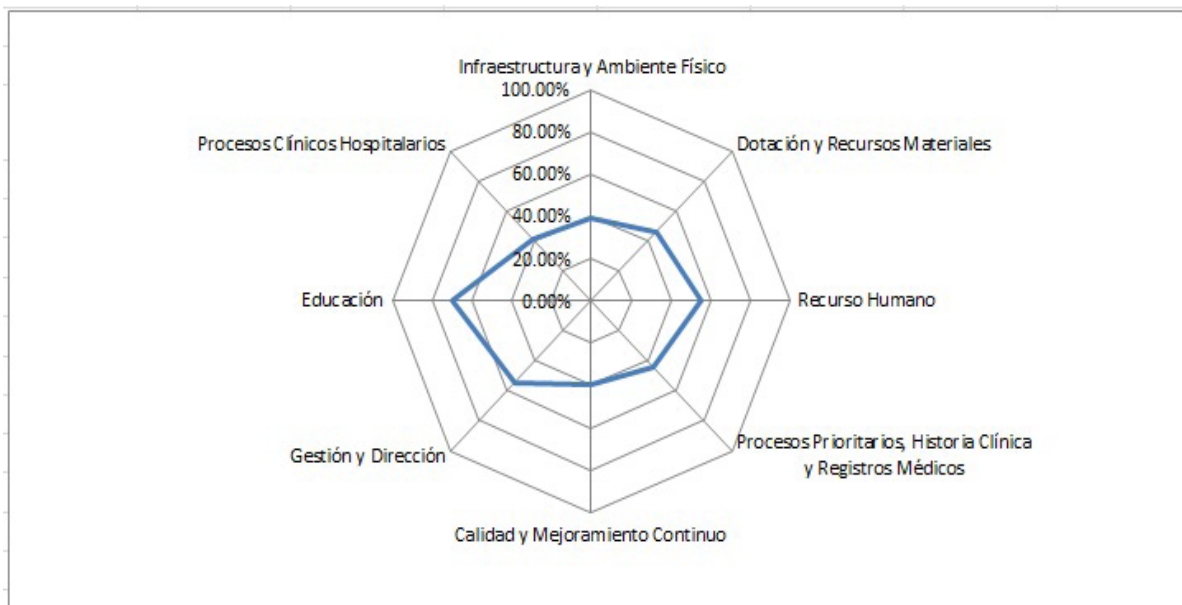 Infraestructura y Ambiente Físico
100.00%
80.00%
60.00%
40.00%
20.00%
0.00%
Dotación y Recursos Materiales
Recurso Humano
Procesos Prioritarios, Historia Clínica
y Registros Médicos
Calidad y Mejoramiento Continuo
Gestión y Dirección
Educación
Procesos Clínicos Hospitalarios